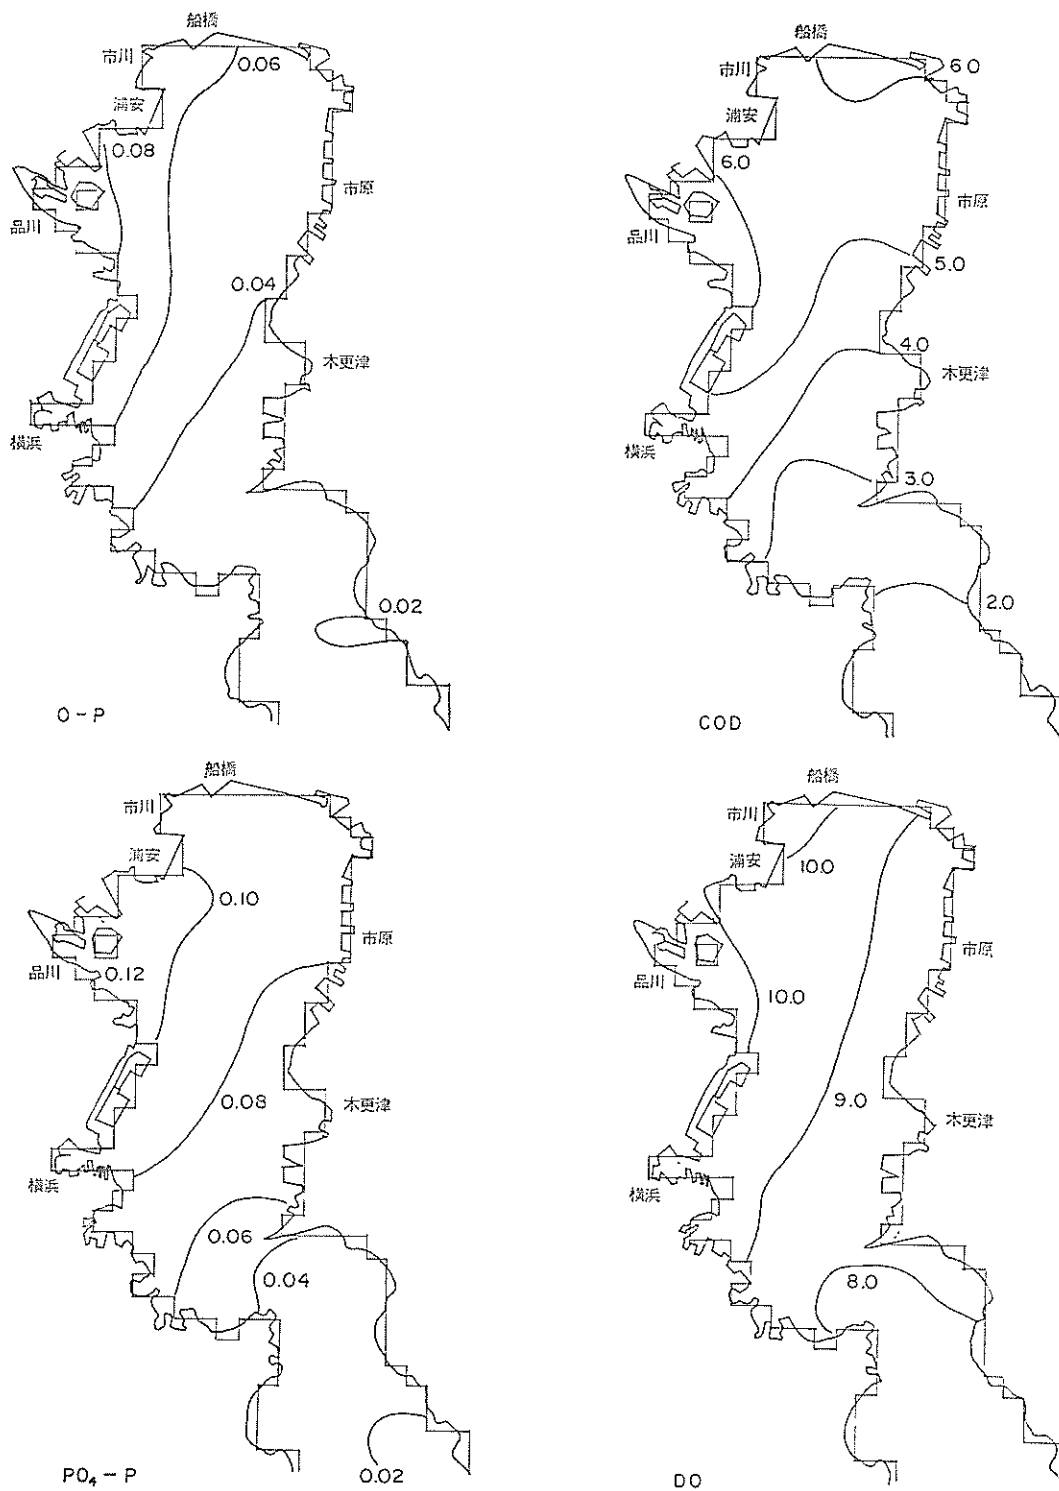 船橋
市川
0.06
浦安
0.08
市原
品川
0.04
木更津
横浜
0.02
O-P
船橋
市川
6.0
浦安
6.0
市原
品川
5.0
4.0
木更津
横浜
3.0
2.0
COD
船橋
市川
浦安
0.10
市原
品川
0.12
0.08
木更津
横浜
0.06
0.04
0.02
PO₄-P
船橋
市川
浦安
10.0
市原
品川
10.0
9.0
木更津
横浜
8.0
DO